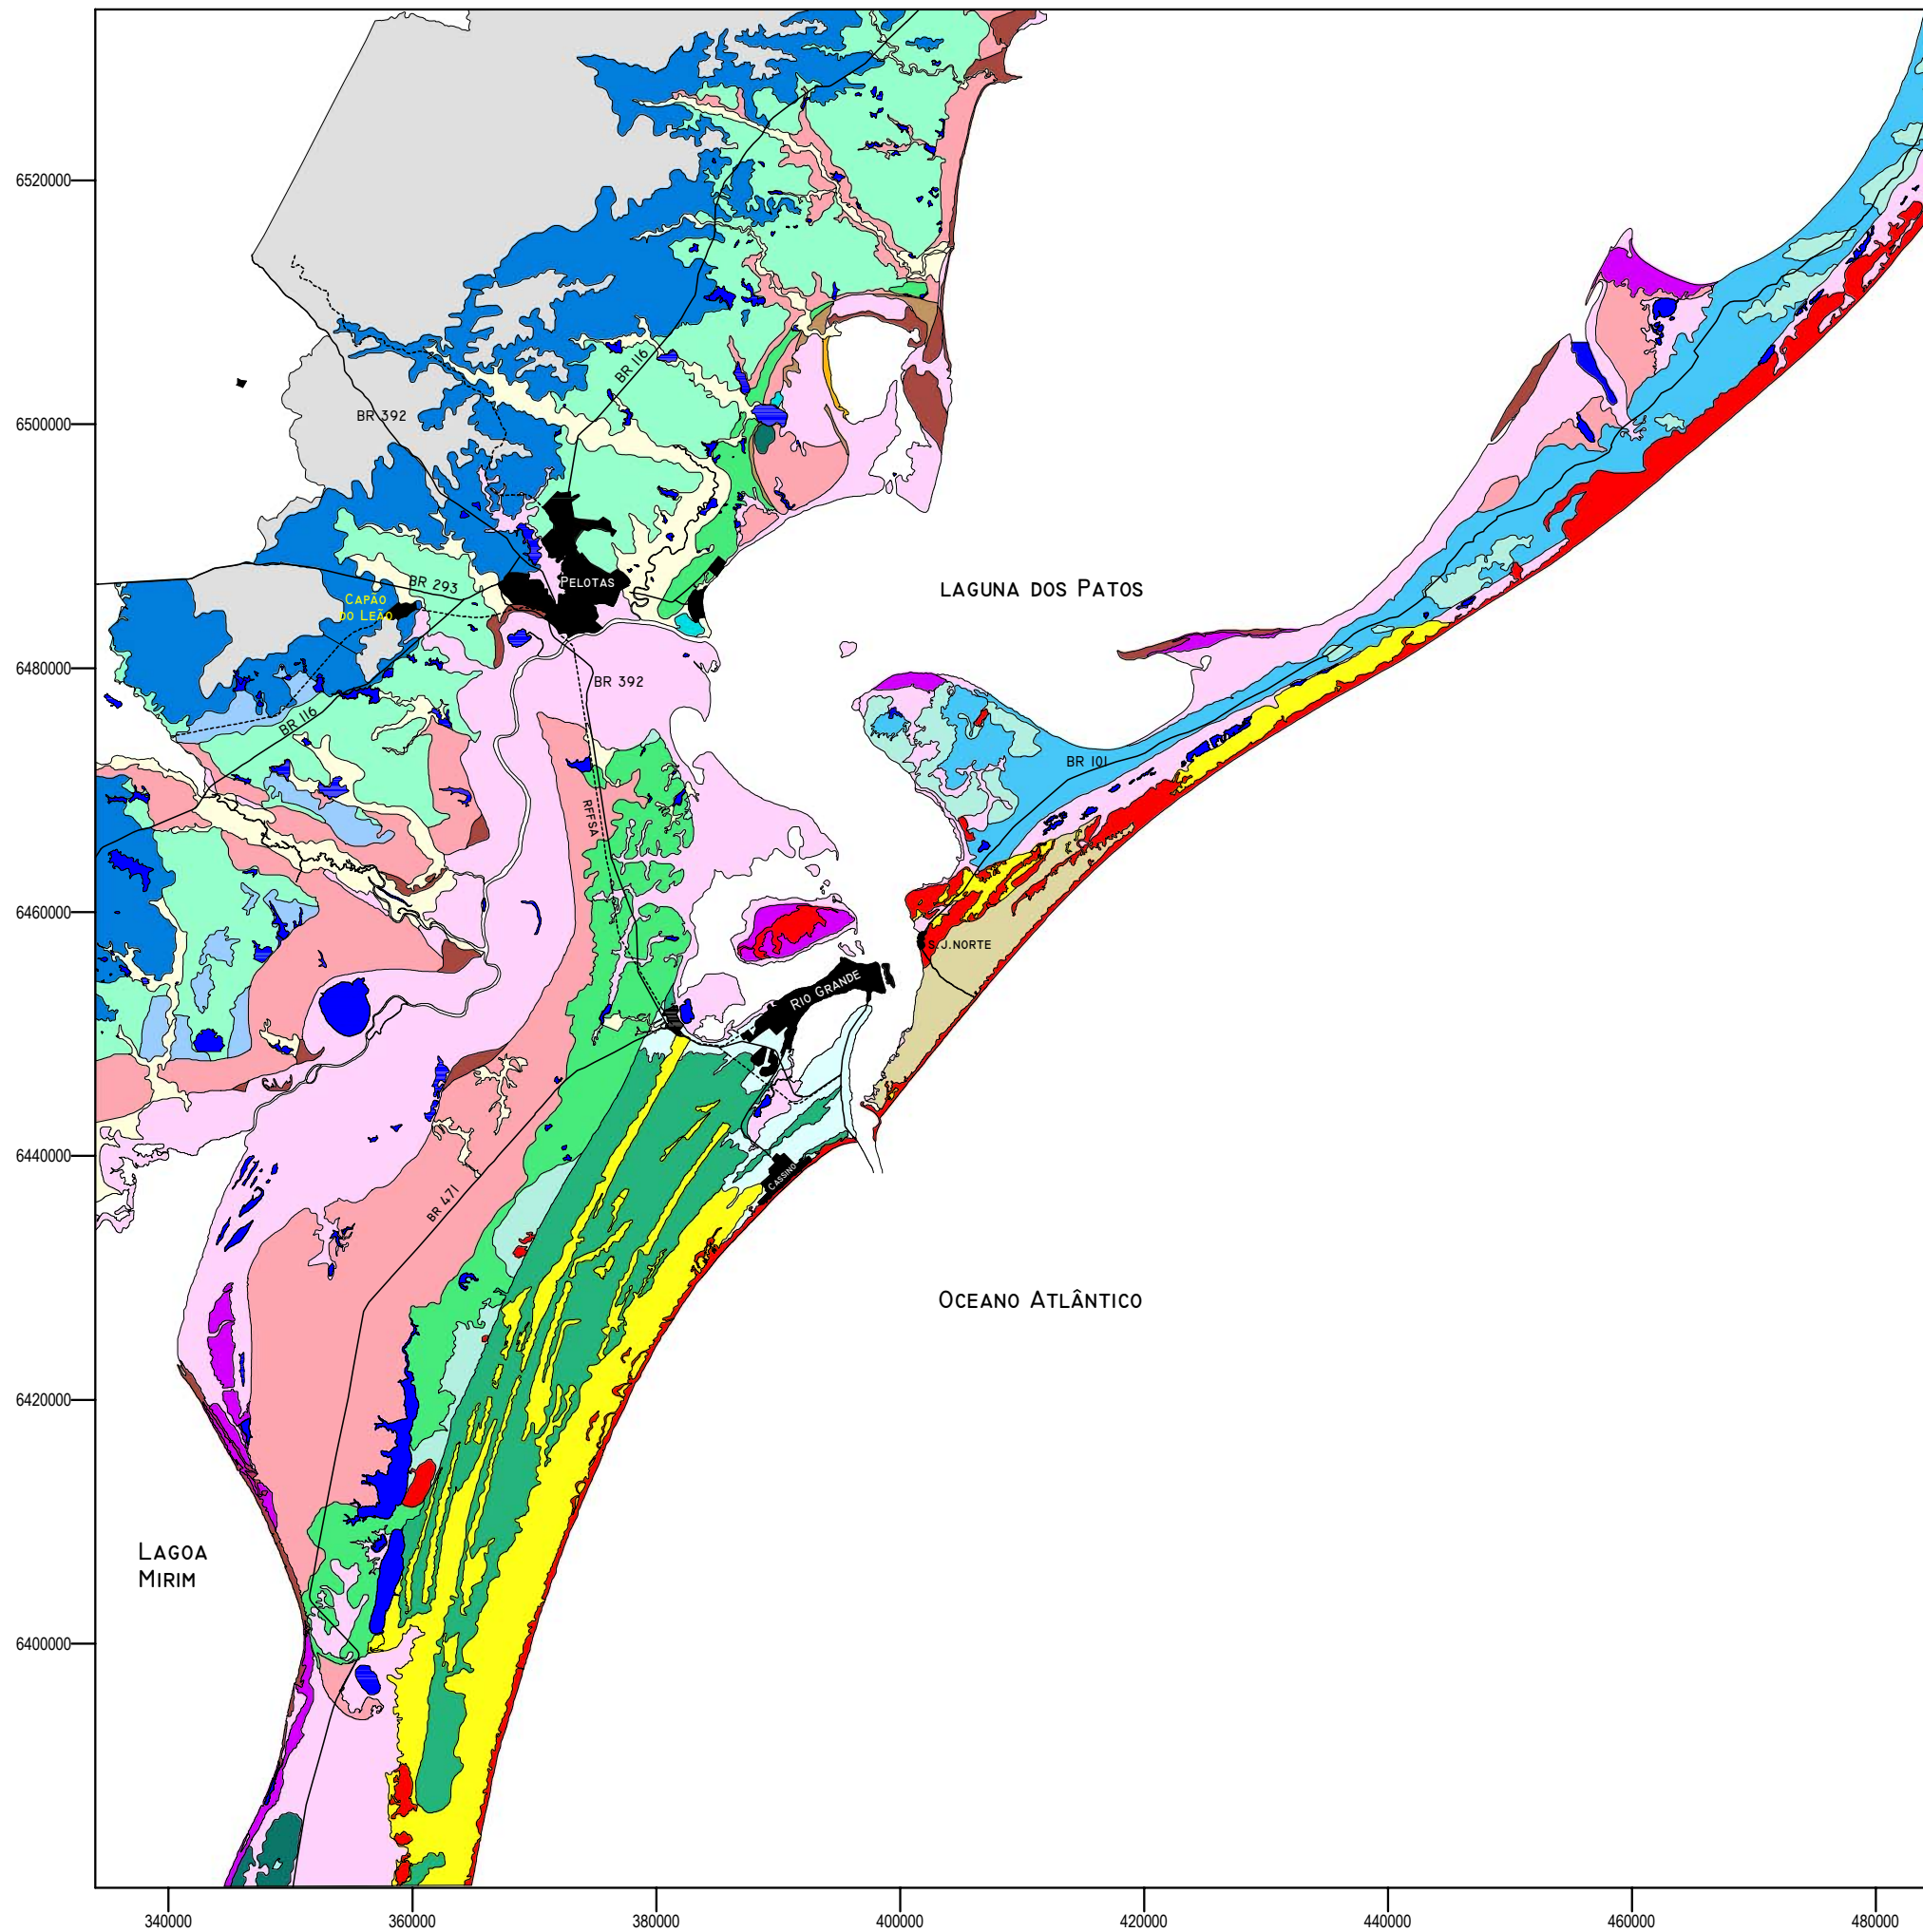 6520000
BR 116
BR 392
6500000
PELOTAS
BR 293
CAPÃO
DO LEÃO
LAGUNA DOS PATOS
6480000
BR 392
BR 116
BR 101
RFFSA
6460000
S.J.NORTE
RIO GRANDE
6440000
CASSINO
BR 471
OCEANO ATLÂNTICO
6420000
LAGOA
MIRIM
6400000
340000
360000
380000
400000
420000
440000
460000
480000